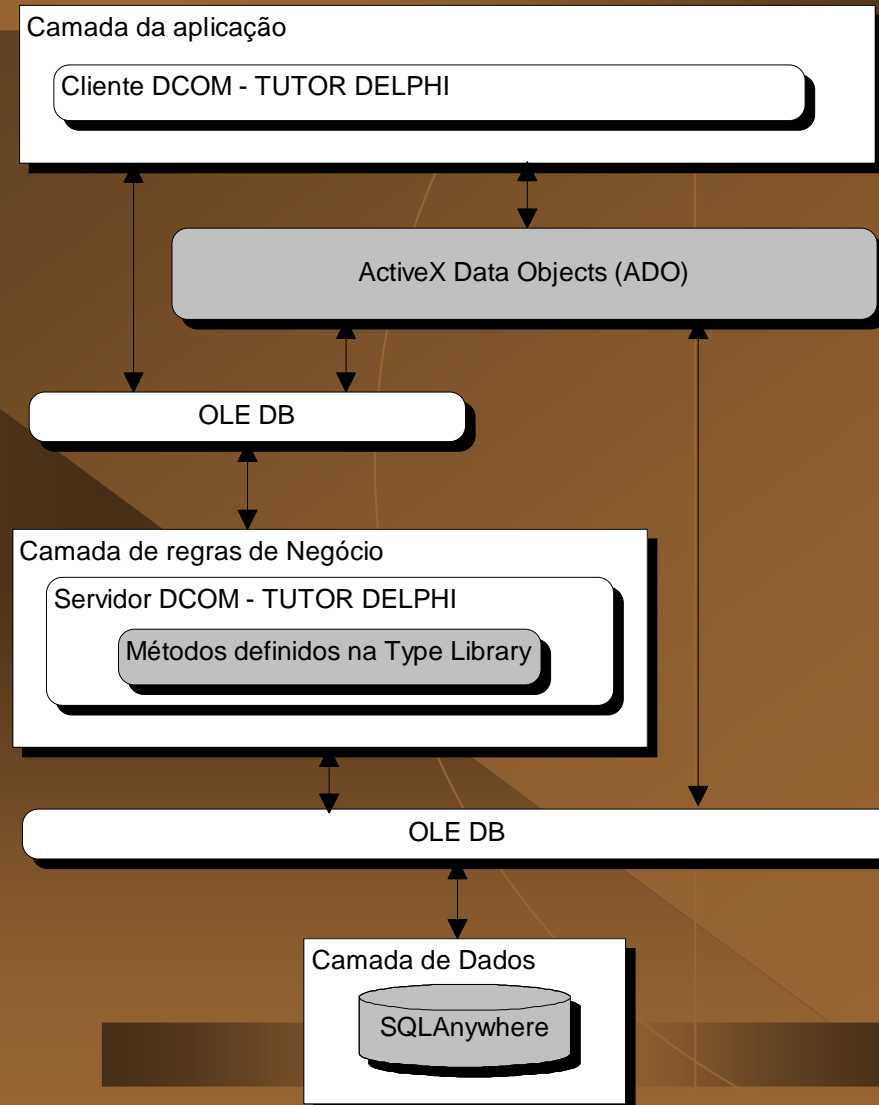 Camada da aplicação
Cliente DCOM - TUTOR DELPHI
ActiveX Data Objects (ADO)
OLE DB
Camada de regras de Negócio
Servidor DCOM - TUTOR DELPHI
Métodos definidos na Type Library
OLE DB
Camada de Dados
SQLAnywhere